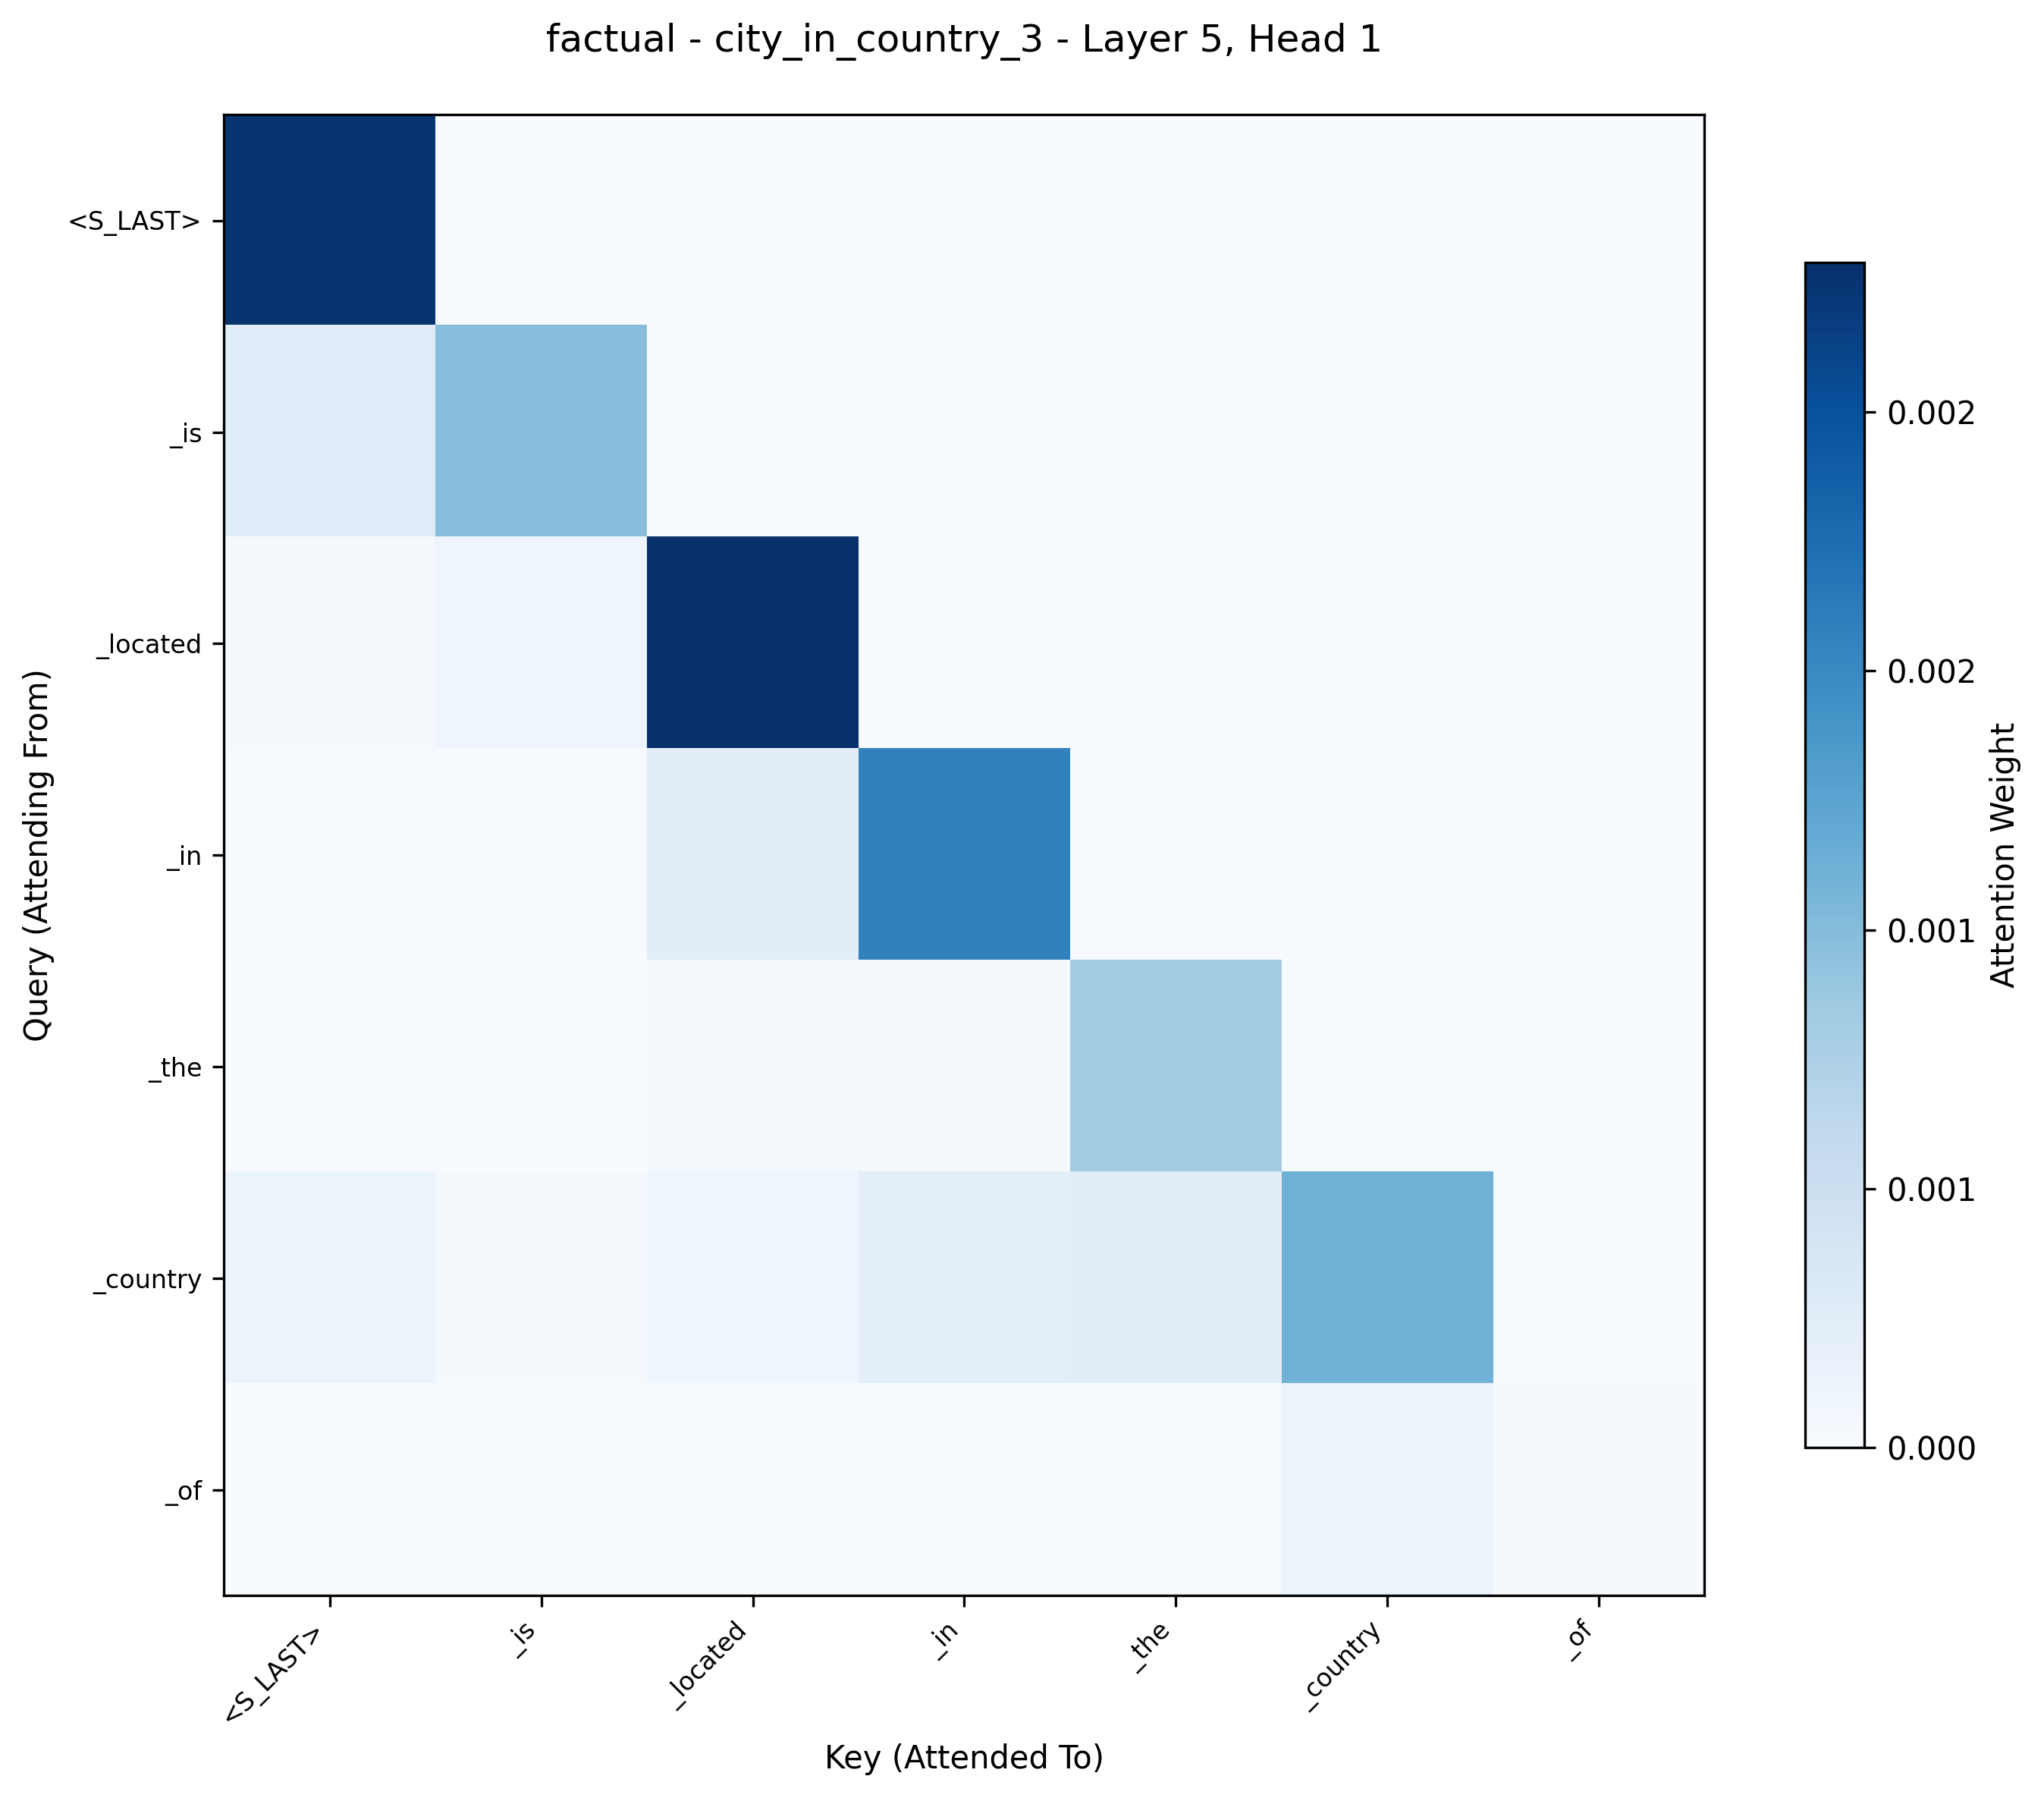 factual - city_in_country_3 - Layer 5, Head 1
Query (Attending From)
<S_LAST>
_is
_located
_in
_the
_country
_of
<S_LAST>
_is
_located
_in
_the
_country
_of
Key (Attended To)
0.002
0.002
0.001
0.001
0.000
Attention Weight